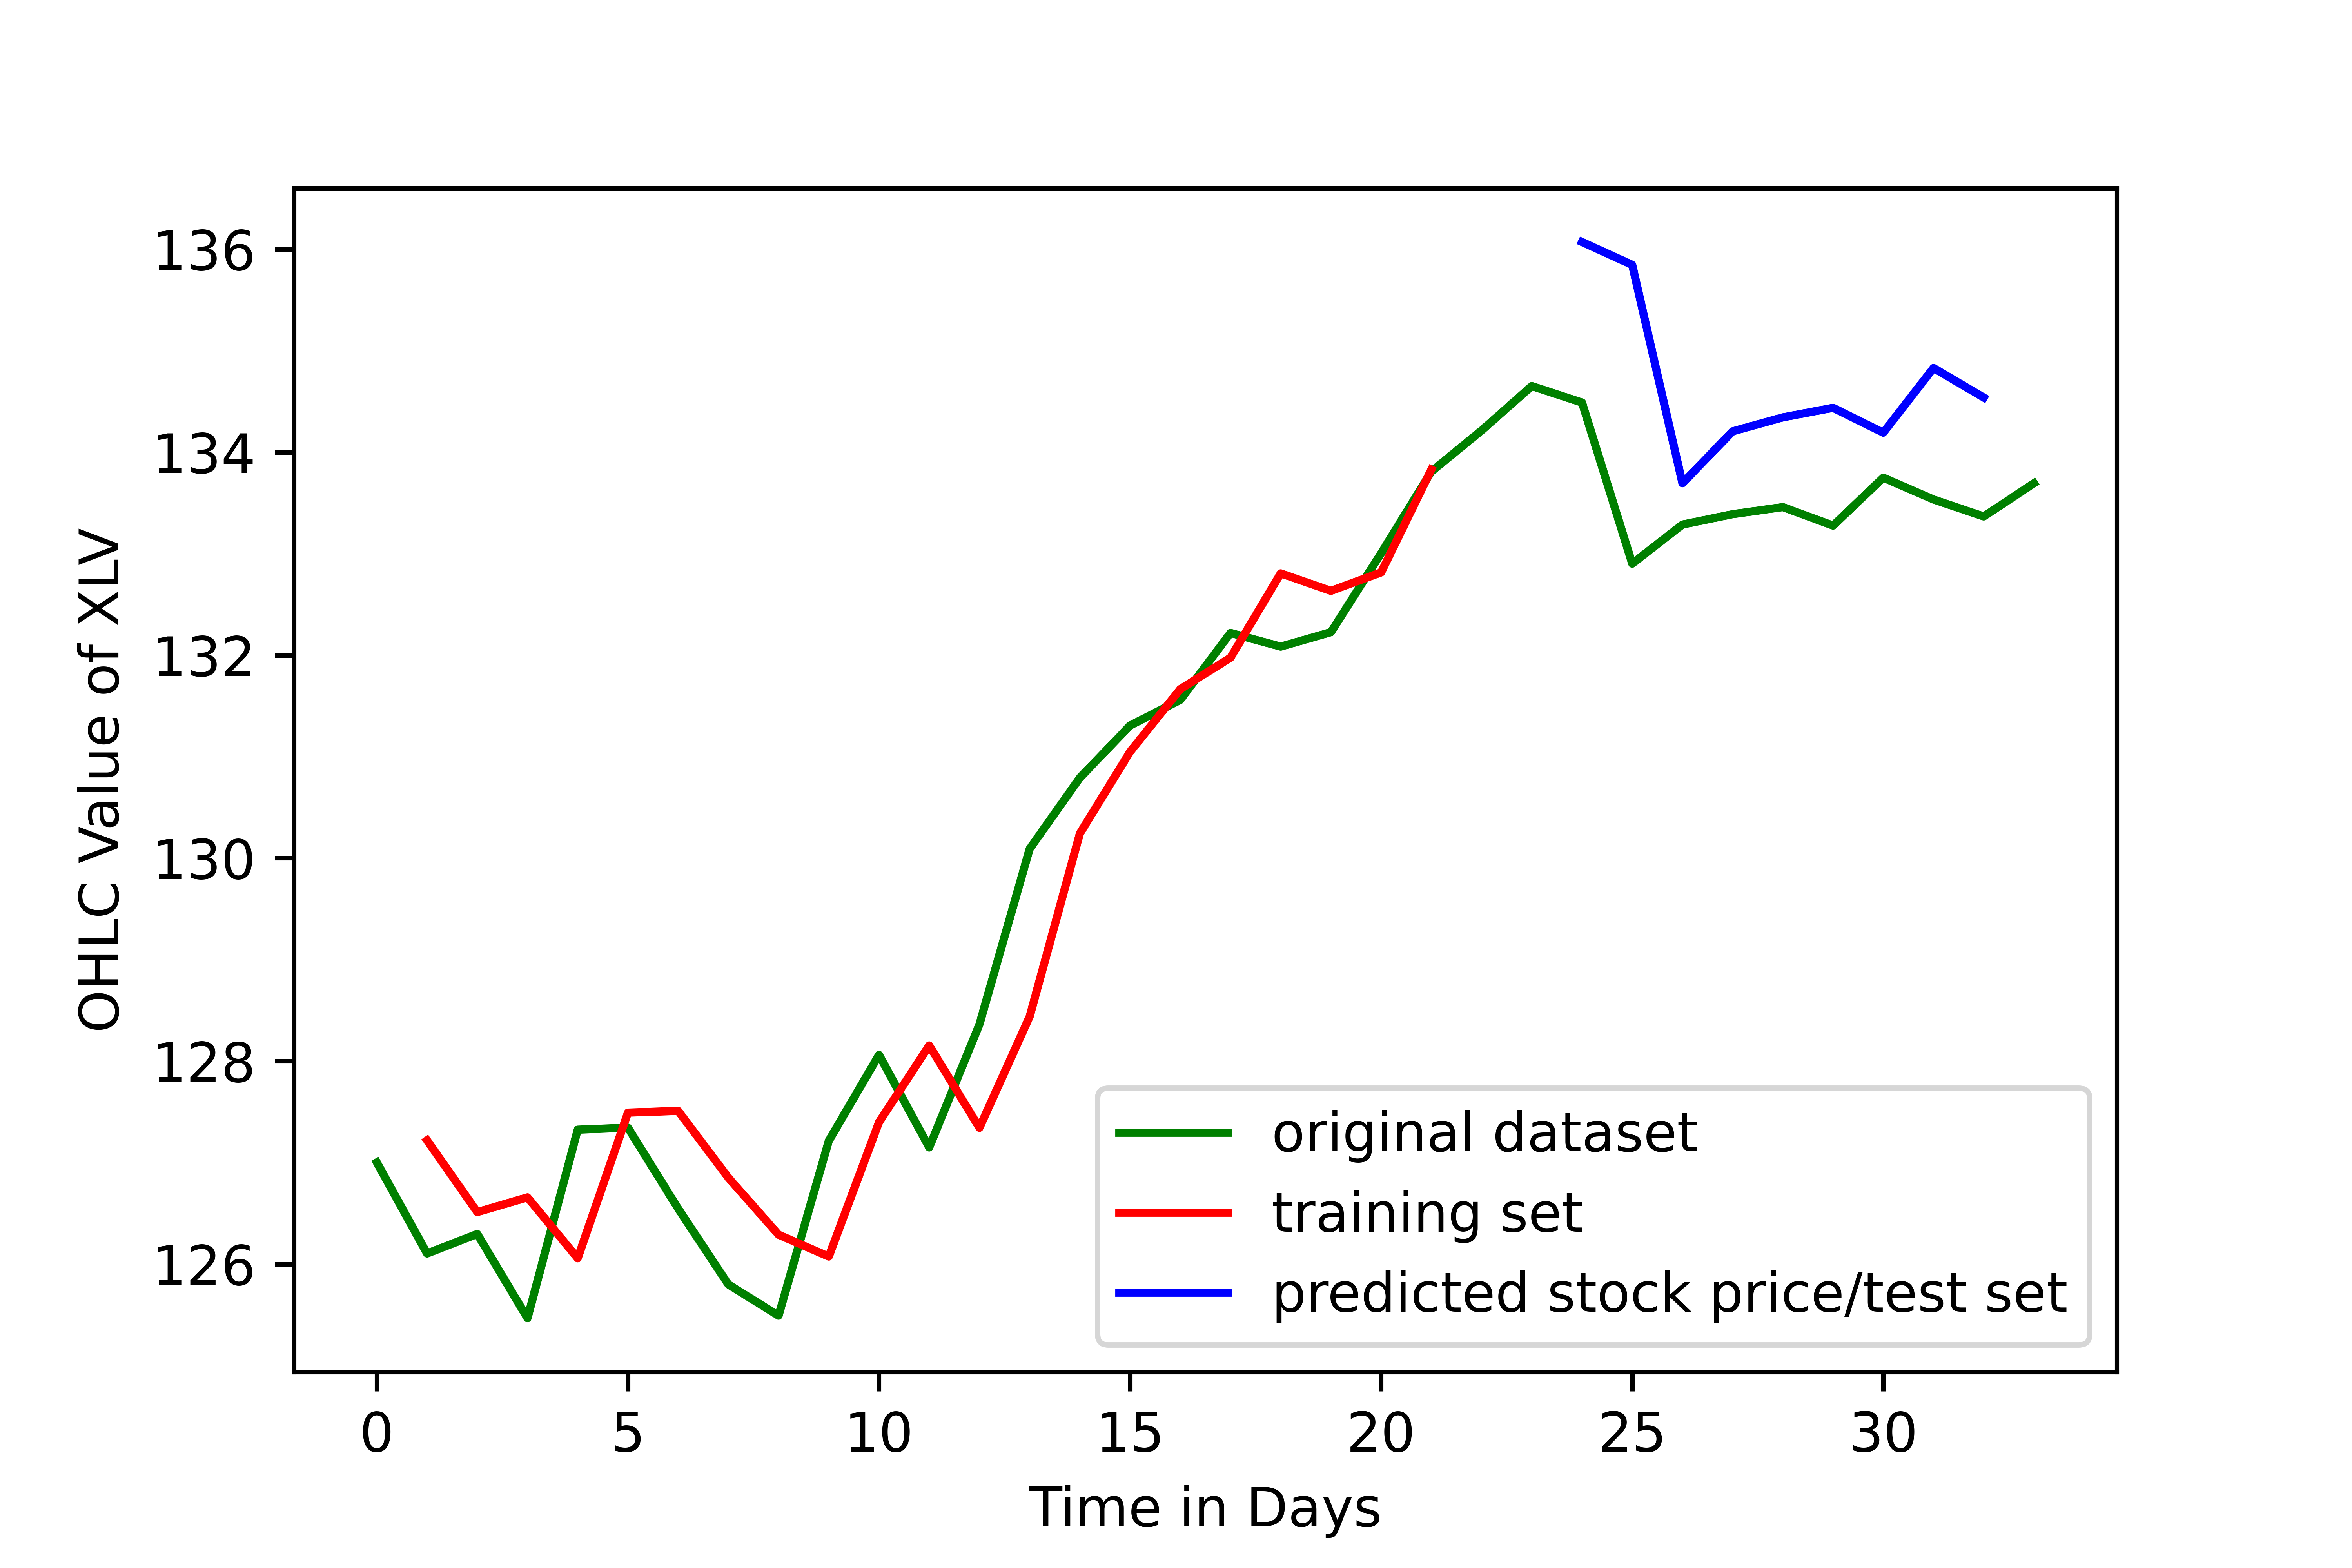 136
134
132
130
128
126
OHLC Value of XLV
original dataset
training set
predicted stock price/test set
0 5 10 15 20 25 30
Time in Days